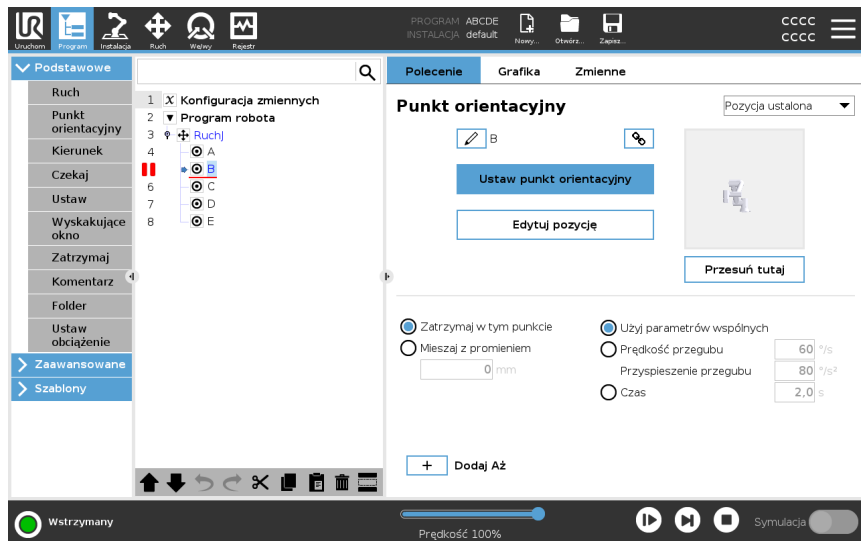 UR
PROGRAM ABCDE
INSTALACJA default
CCCC
CCCC
Uruchom Program Instalacja Ruch We/wy Rejestr Nowy... Otwórz... Zapisz...
Podstawowe
Ruch
Punkt
orientacyjny
Kierunek
Czekaj
Ustaw
Wyskakujące
okno
Zatrzymaj
Komentarz
Folder
Ustaw
obciążenie
Zaawansowane
Szablony
1 X Konfiguracja zmiennych
2 Program robota
3 RuchJ
4 A
B
6 C
7 D
8 E
Polecenie Grafika Zmienne
Punkt orientacyjny
Pozycja ustalona
B
Ustaw punkt orientacyjny
Edytuj pozycję
Przesuń tutaj
Zatrzymaj w tym punkcie
Mieszaj z promieniem
0 mm
Użyj parametrów wspólnych
Prędkość przegubu 60 °/s
Przyspieszenie przegubu 80 °/s²
Czas 2,0 s
+ Dodaj Aż
Wstrzymany
Prędkość 100%
Symulacja